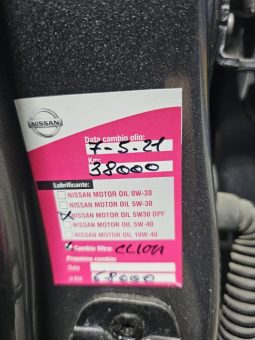 NISSAN
Data cambio olio:
7-5-21
Km:
38000
Lubrificante:
NISSAN MOTOR OIL 0W-30
NISSAN MOTOR OIL 5W-30
NISSAN MOTOR OIL 5W30 DPF
NISSAN MOTOR OIL 5W-40
NISSAN MOTOR OIL 10W-40
Cambio filtro:
Prossimo cambio:
Data
68000